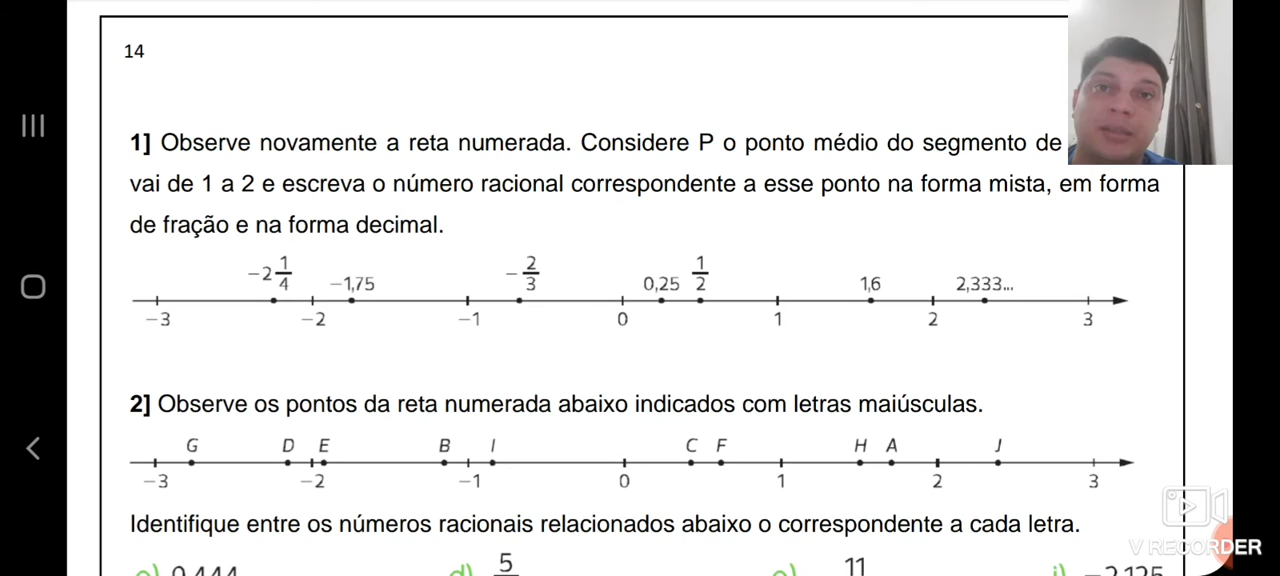 14
1] Observe novamente a reta numerada. Considere P o ponto médio do segmento de
vai de 1 a 2 e escreva o número racional correspondente a esse ponto na forma mista, em forma
de fração e na forma decimal.
−2 1/4 −1,75 − 2/3 0,25 1/2 1,6 2,333...
−3 −2 −1 0 1 2 3
2] Observe os pontos da reta numerada abaixo indicados com letras maiúsculas.
G D E B I C F H A J
−3 −2 −1 0 1 2 3
Identifique entre os números racionais relacionados abaixo o correspondente a cada letra.
5 11
V RECORDER